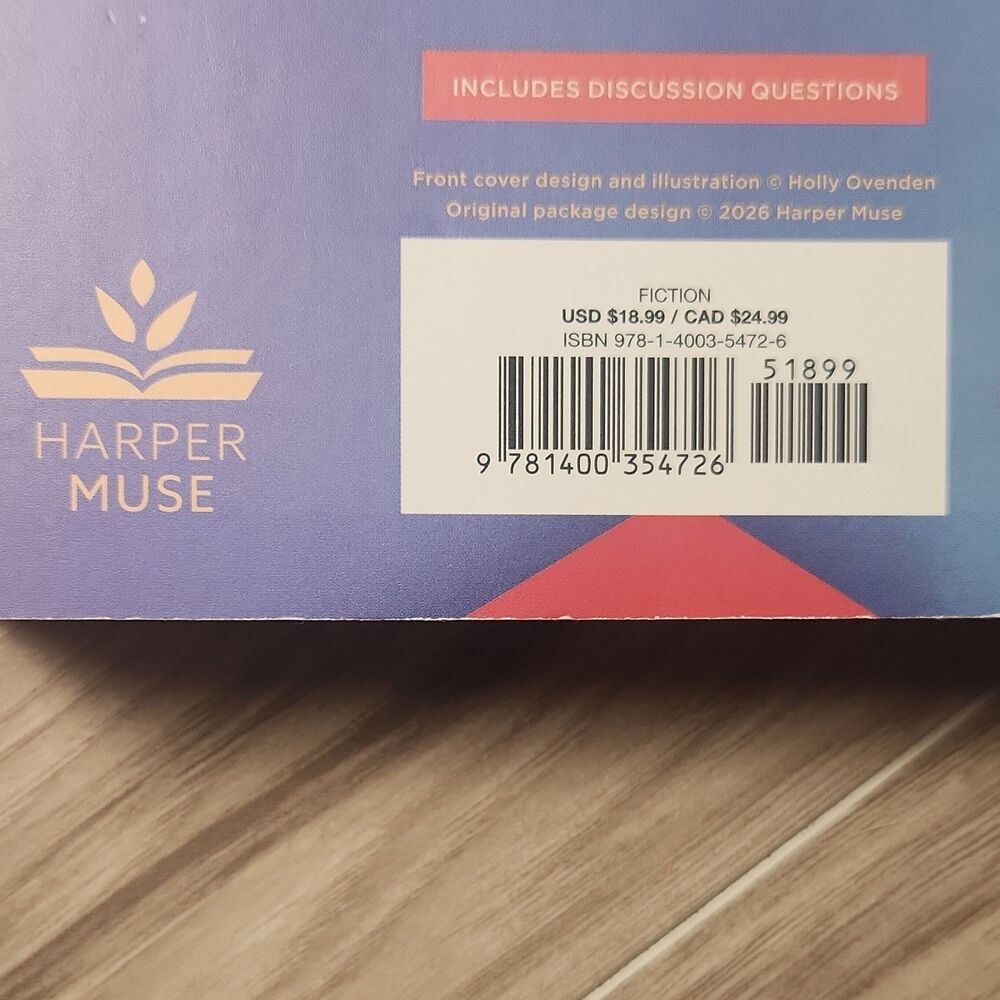 INCLUDES DISCUSSION QUESTIONS
Front cover design and illustration © Holly Ovenden
Original package design © 2026 Harper Muse
FICTION
USD $18.99 / CAD $24.99
ISBN 978-1-4003-5472-6
51899
9 781400 354726
HARPER
MUSE